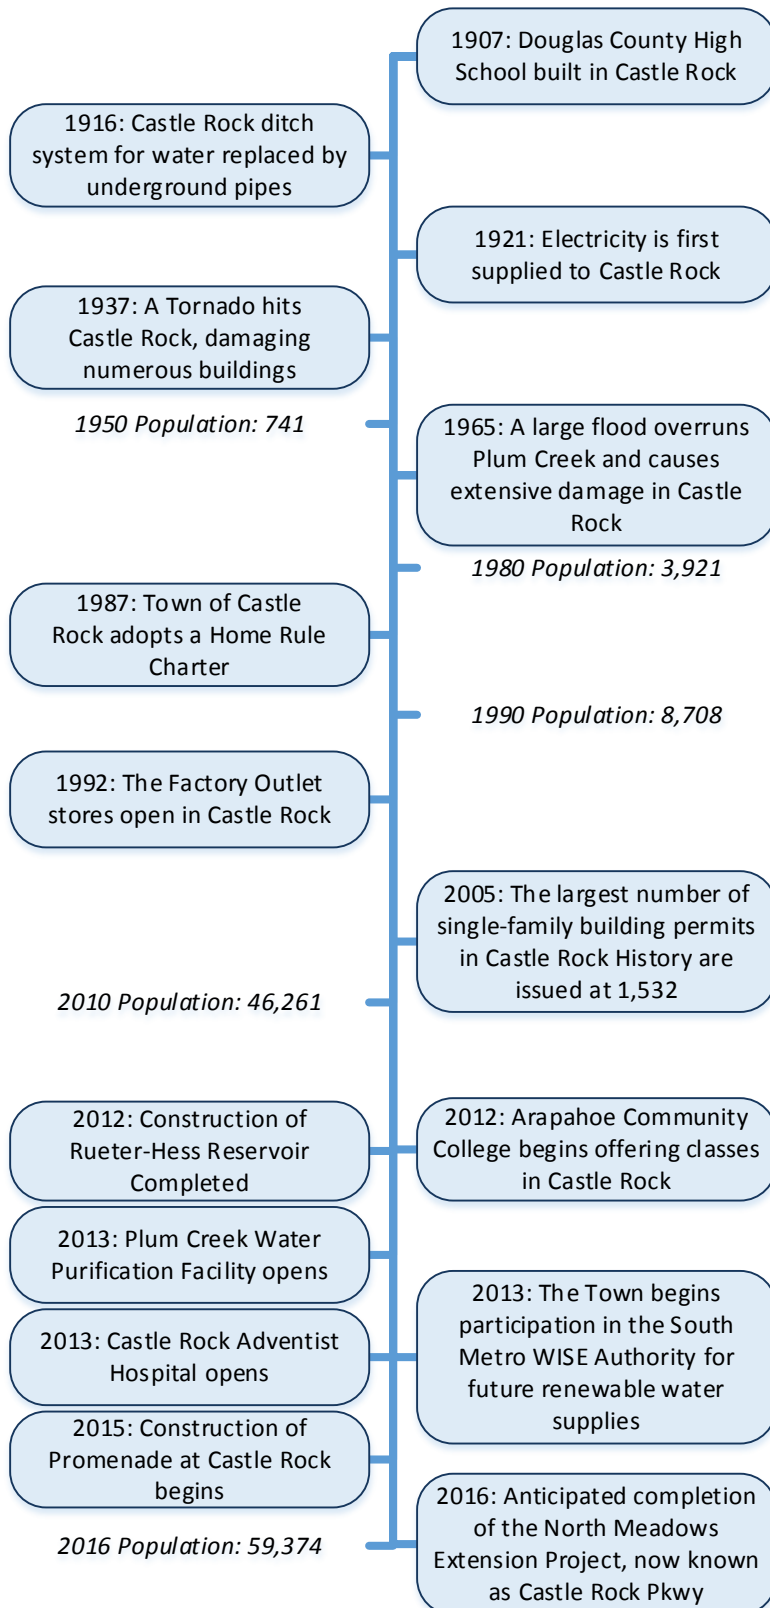 1907: Douglas County High
School built in Castle Rock
1916: Castle Rock ditch
system for water replaced by
underground pipes
1921: Electricity is first
supplied to Castle Rock
1937: A Tornado hits
Castle Rock, damaging
numerous buildings
1950 Population: 741
1965: A large flood overruns
Plum Creek and causes
extensive damage in Castle
Rock
1980 Population: 3,921
1987: Town of Castle
Rock adopts a Home Rule
Charter
1990 Population: 8,708
1992: The Factory Outlet
stores open in Castle Rock
2005: The largest number of
single-family building permits
in Castle Rock History are
issued at 1,532
2010 Population: 46,261
2012: Construction of
Rueter-Hess Reservoir
Completed
2012: Arapahoe Community
College begins offering classes
in Castle Rock
2013: Plum Creek Water
Purification Facility opens
2013: The Town begins
participation in the South
Metro WISE Authority for
future renewable water
supplies
2013: Castle Rock Adventist
Hospital opens
2015: Construction of
Promenade at Castle Rock
begins
2016: Anticipated completion
of the North Meadows
Extension Project, now known
as Castle Rock Pkwy
2016 Population: 59,374